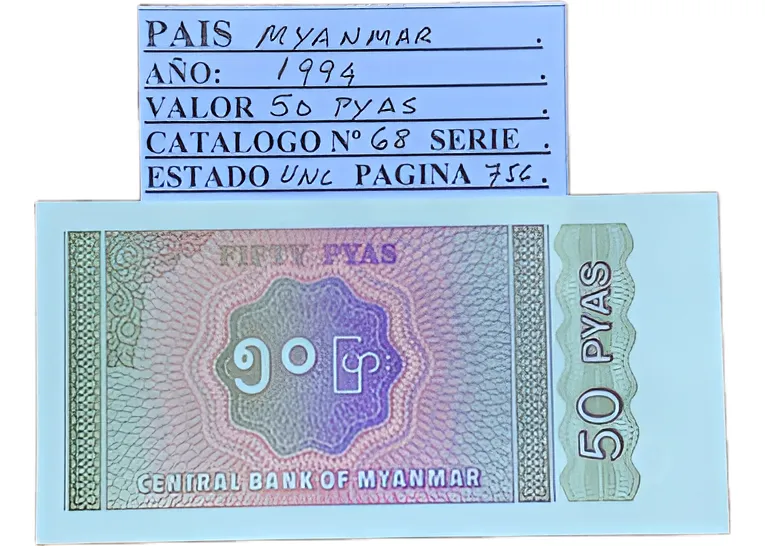 PAIS MYANMAR .
AÑO: 1994 .
VALOR 50 PYAS .
CATALOGO Nº 68 SERIE .
ESTADO UNC PAGINA 756.
FIFTY PYAS
၅၀ ပြား
CENTRAL BANK OF MYANMAR
50 PYAS